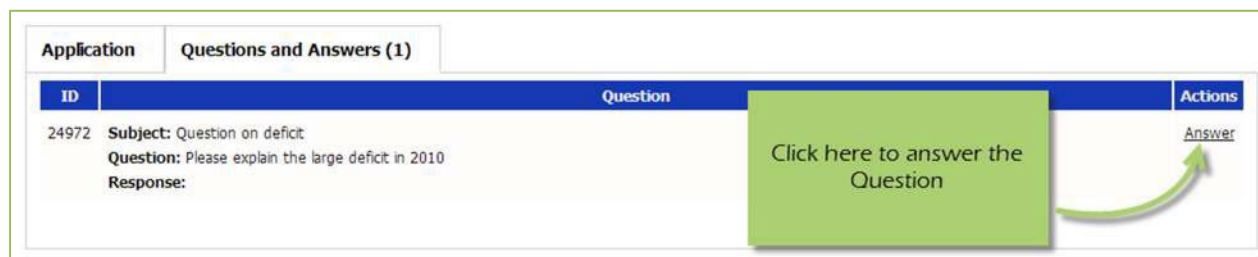 Application
Questions and Answers (1)
ID
Question
Actions
24972
Subject: Question on deficit
Answer
Question: Please explain the large deficit in 2010
Response:
Click here to answer the
Question